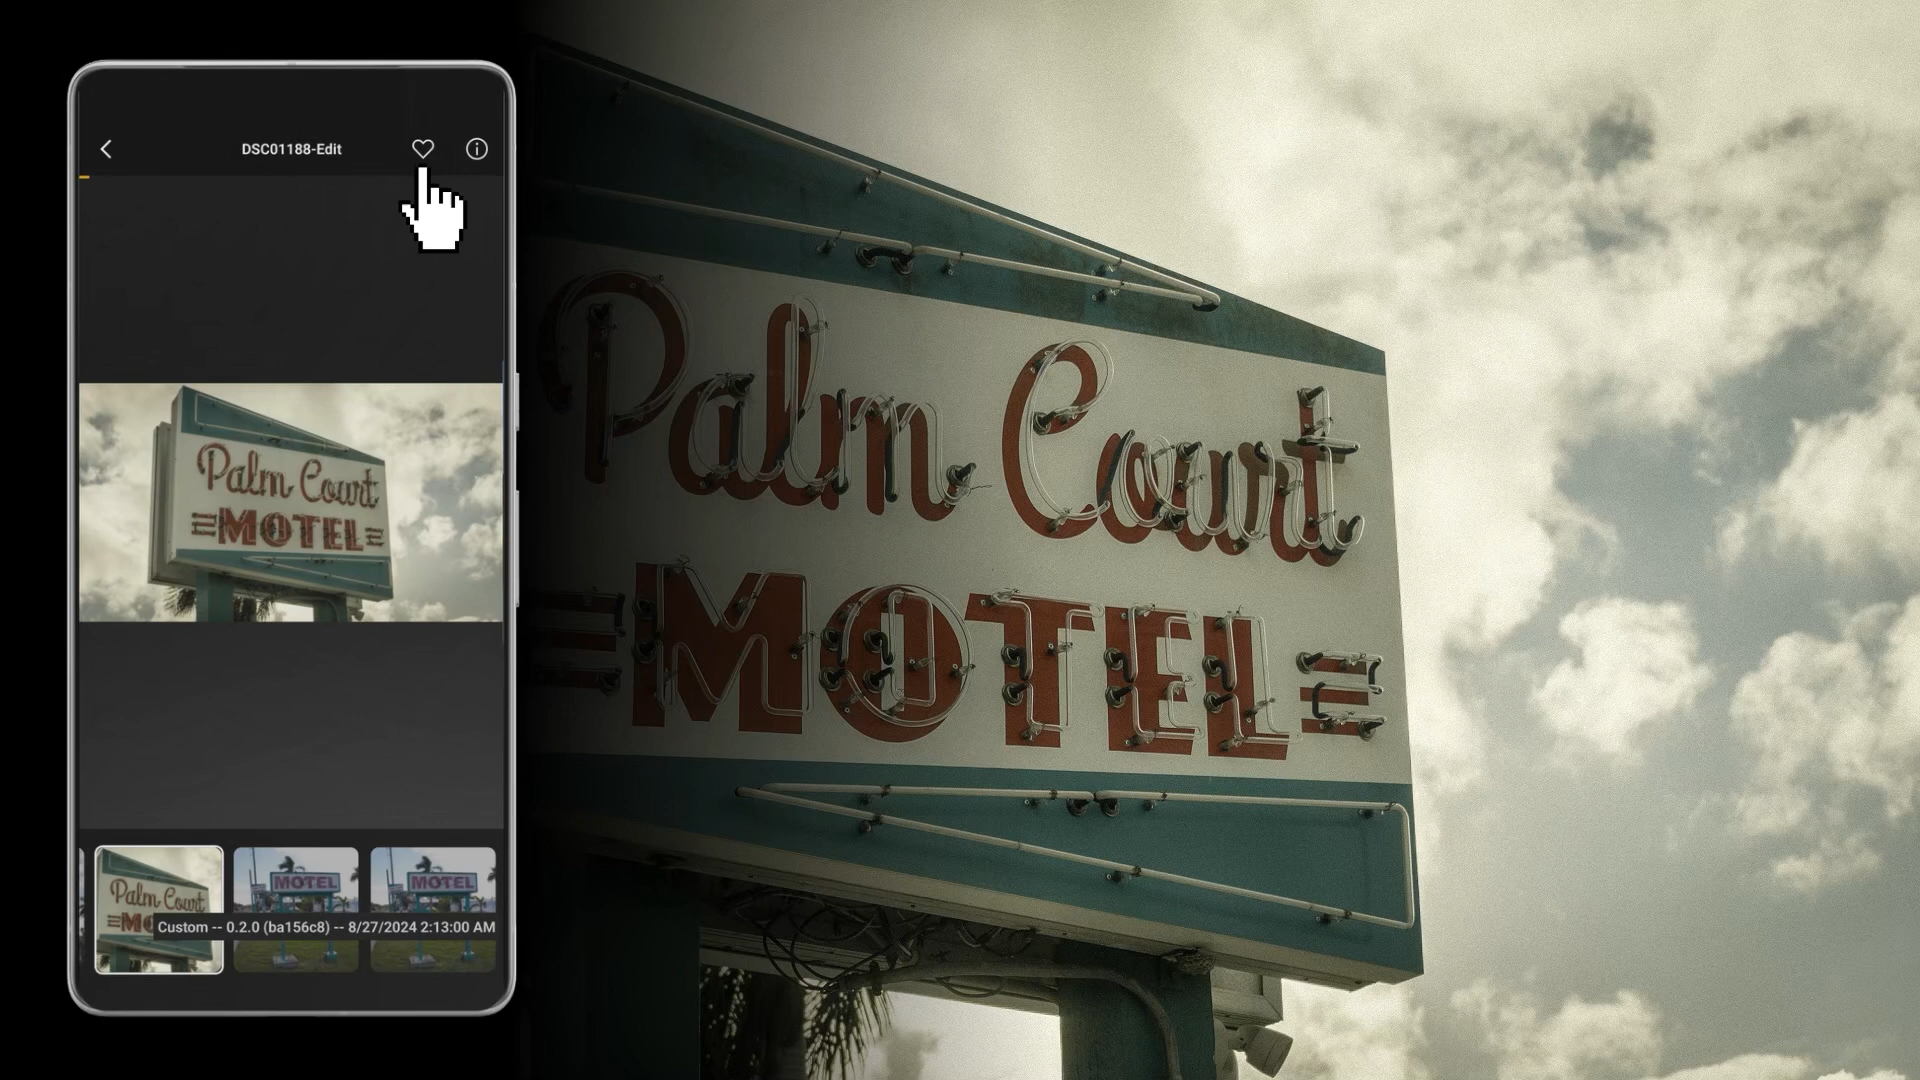 DSC01188-Edit
Palm Court
MOTEL
Palm Court
MO
MOTEL
MOTEL
Custom -- 0.2.0 (ba156c8) -- 8/27/2024 2:13:00 AM
Palm Court
MOTEL